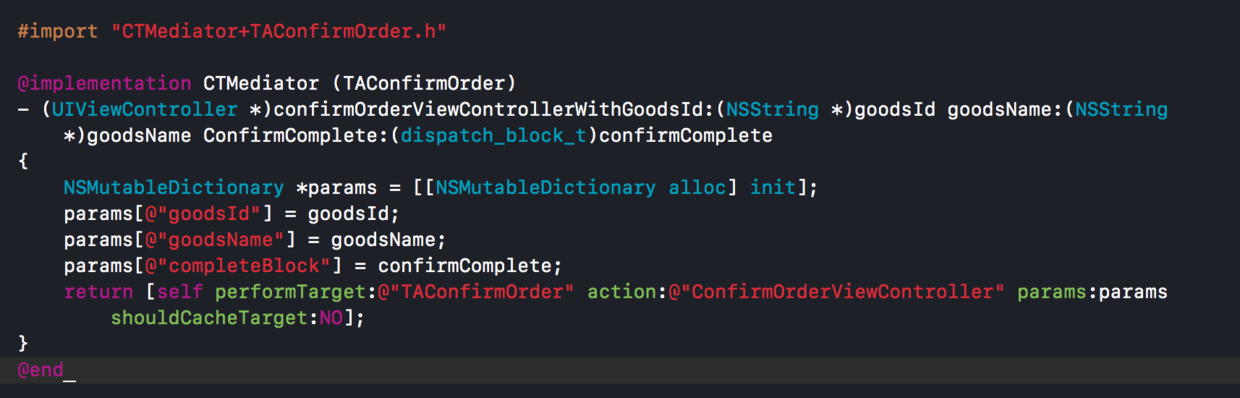 #import "CTMediator+TAConfirmOrder.h"
@implementation CTMediator (TAConfirmOrder)
- (UIViewController *)confirmOrderViewControllerWithGoodsId:(NSString *)goodsId goodsName:(NSString
*)goodsName ConfirmComplete:(dispatch_block_t)confirmComplete
{
NSMutableDictionary *params = [[NSMutableDictionary alloc] init];
params[@"goodsId"] = goodsId;
params[@"goodsName"] = goodsName;
params[@"completeBlock"] = confirmComplete;
return [self performTarget:@"TAConfirmOrder" action:@"ConfirmOrderViewController" params:params
shouldCacheTarget:NO];
}
@end_